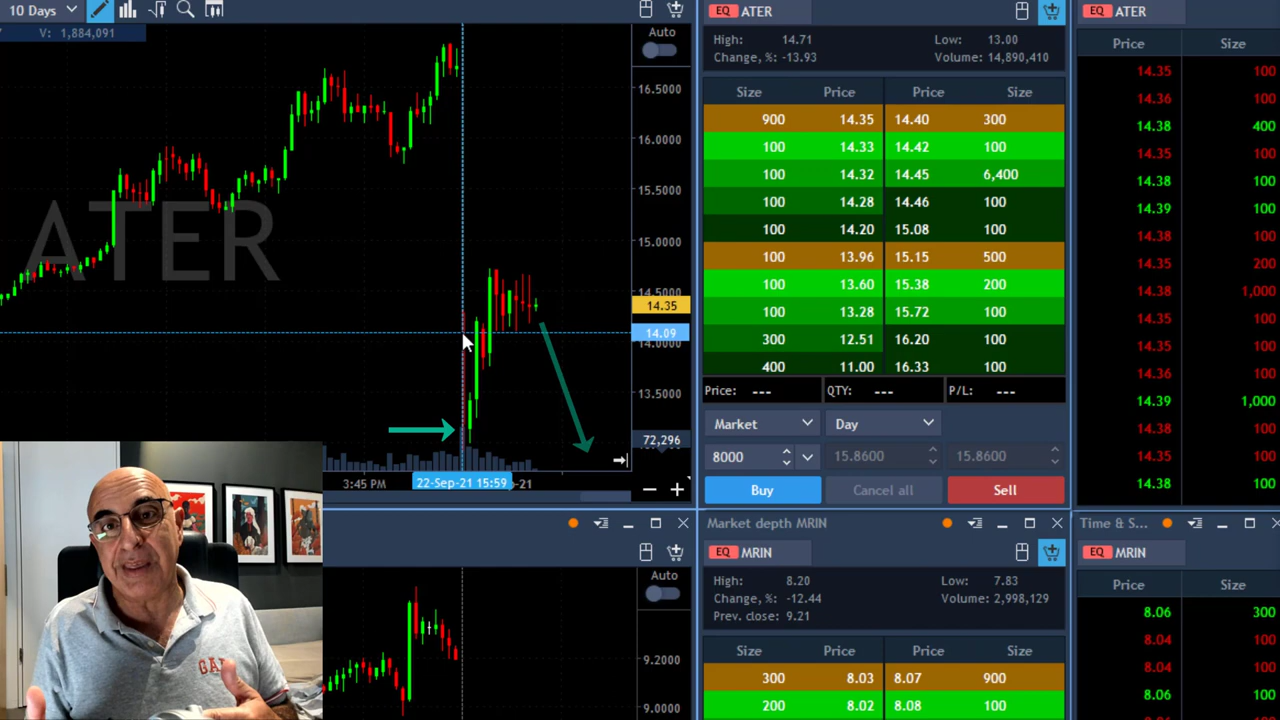 10 Days
V: 1,884,091
Auto
16.5000
16.0000
15.5000
15.0000
14.5000
14.35
14.09
14.0000
13.5000
72,296
ATER
3:45 PM
22-Sep-21 15:59
-21
EQ ATER
High: 14.71
Low: 13.00
Change, %: -13.93
Volume: 14,890,410
Size Price Price Size
900 14.35 14.40 300
100 14.33 14.42 100
100 14.32 14.45 6,400
100 14.28 14.46 100
100 14.20 15.08 100
100 13.96 15.15 500
100 13.60 15.38 200
100 13.28 15.72 100
300 12.51 16.20 100
400 11.00 16.33 100
Price: --- QTY: --- P/L: ---
Market Day
8000 15.8600 15.8600
Buy Cancel all Sell
EQ ATER
Price Size
14.35 100
14.36 100
14.38 400
14.35 100
14.38 100
14.39 100
14.38 100
14.35 200
14.38 1,000
14.35 100
14.38 100
14.36 100
14.39 1,000
14.38 100
14.35 100
14.38 100
Auto
9.2000
9.0000
Market depth MRIN
EQ MRIN
High: 8.20
Low: 7.83
Change, %: -12.44
Volume: 2,998,129
Prev. close: 9.21
Size Price Price Size
300 8.03 8.07 900
200 8.02 8.08 100
Time & S...
EQ MRIN
Price Size
8.06 300
8.04 100
8.04 100
8.06 100
GAP